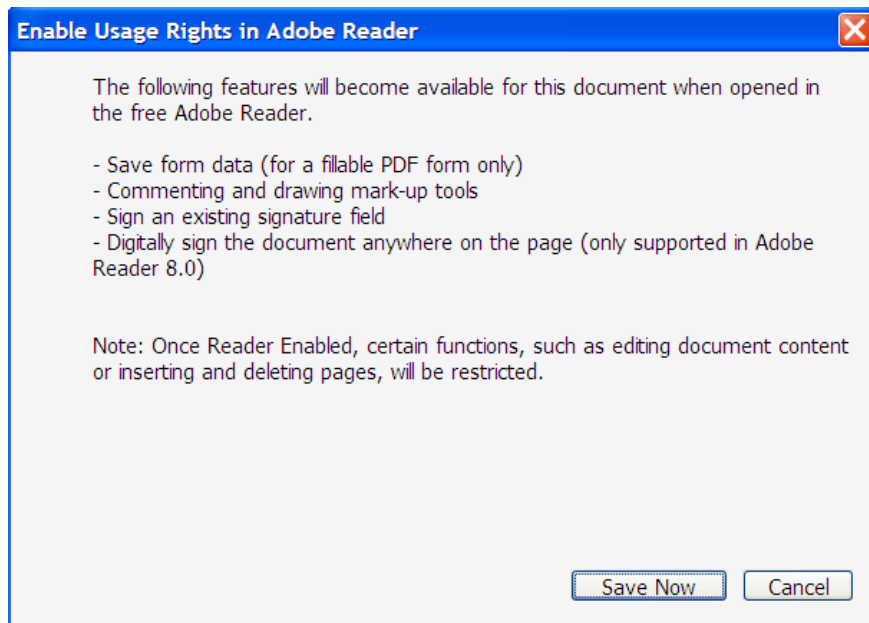 Enable Usage Rights in Adobe Reader
The following features will become available for this document when opened in
the free Adobe Reader.
- Save form data (for a fillable PDF form only)
- Commenting and drawing mark-up tools
- Sign an existing signature field
- Digitally sign the document anywhere on the page (only supported in Adobe
Reader 8.0)
Note: Once Reader Enabled, certain functions, such as editing document content
or inserting and deleting pages, will be restricted.
Save Now Cancel